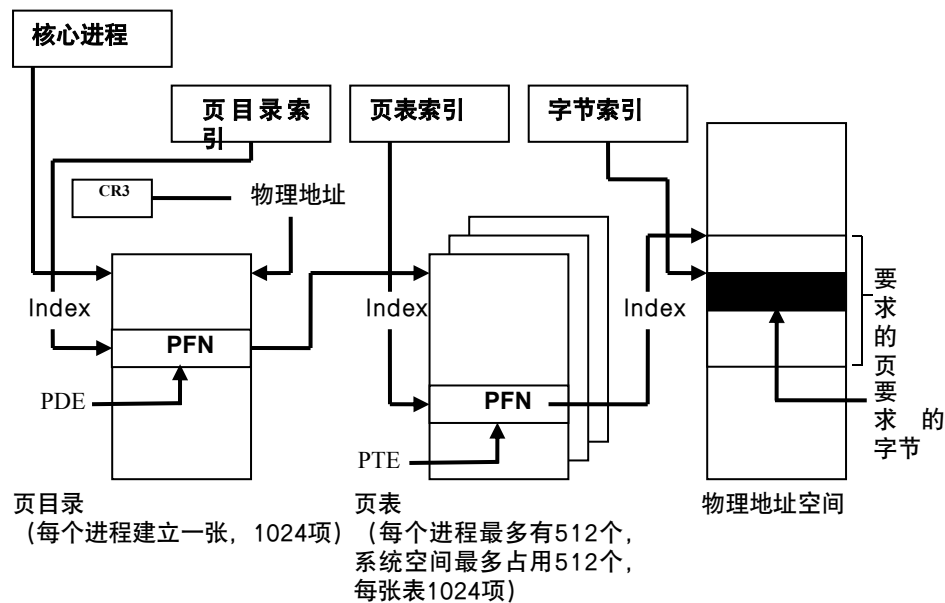 核心进程
页目录索
引
页表索引
字节索引
CR3
物理地址
Index
Index
Index
PFN
PDE
PFN
PTE
要
求
的
页
要
求 的
字节
页目录
（每个进程建立一张，1024项）
页表
（每个进程最多有512个，
系统空间最多占用512个，
每张表1024项）
物理地址空间